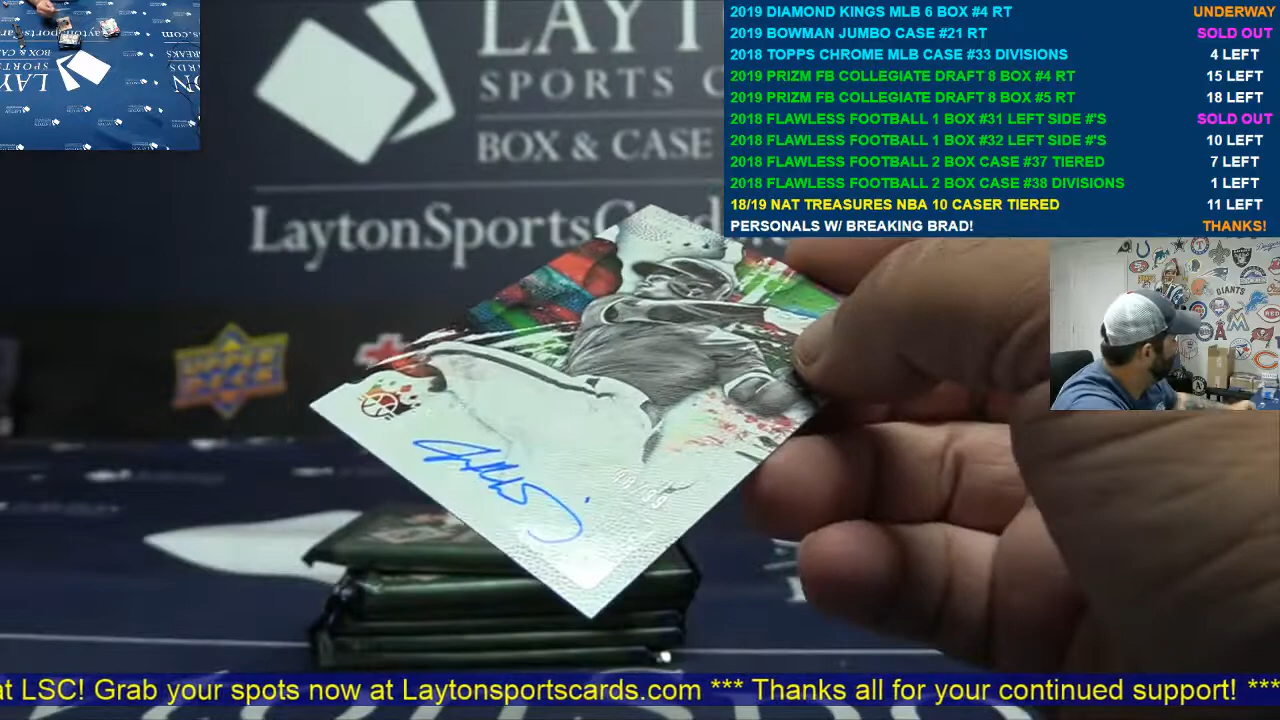 2019 DIAMOND KINGS MLB 6 BOX #4 RT UNDERWAY
2019 BOWMAN JUMBO CASE #21 RT SOLD OUT
2018 TOPPS CHROME MLB CASE #33 DIVISIONS 4 LEFT
2019 PRIZM FB COLLEGIATE DRAFT 8 BOX #4 RT 15 LEFT
2019 PRIZM FB COLLEGIATE DRAFT 8 BOX #5 RT 18 LEFT
2018 FLAWLESS FOOTBALL 1 BOX #31 LEFT SIDE #'S SOLD OUT
2018 FLAWLESS FOOTBALL 1 BOX #32 LEFT SIDE #'S 10 LEFT
2018 FLAWLESS FOOTBALL 2 BOX CASE #37 TIERED 7 LEFT
2018 FLAWLESS FOOTBALL 2 BOX CASE #38 DIVISIONS 1 LEFT
18/19 NAT TREASURES NBA 10 CASER TIERED 11 LEFT
PERSONALS W/ BREAKING BRAD! THANKS!
LAYT
SPORTS C
BOX & CASE
LaytonSportsC
UPPER
DECK
GIANTS
at LSC! Grab your spots now at Laytonsportscards.com *** Thanks all for your continued support! ***